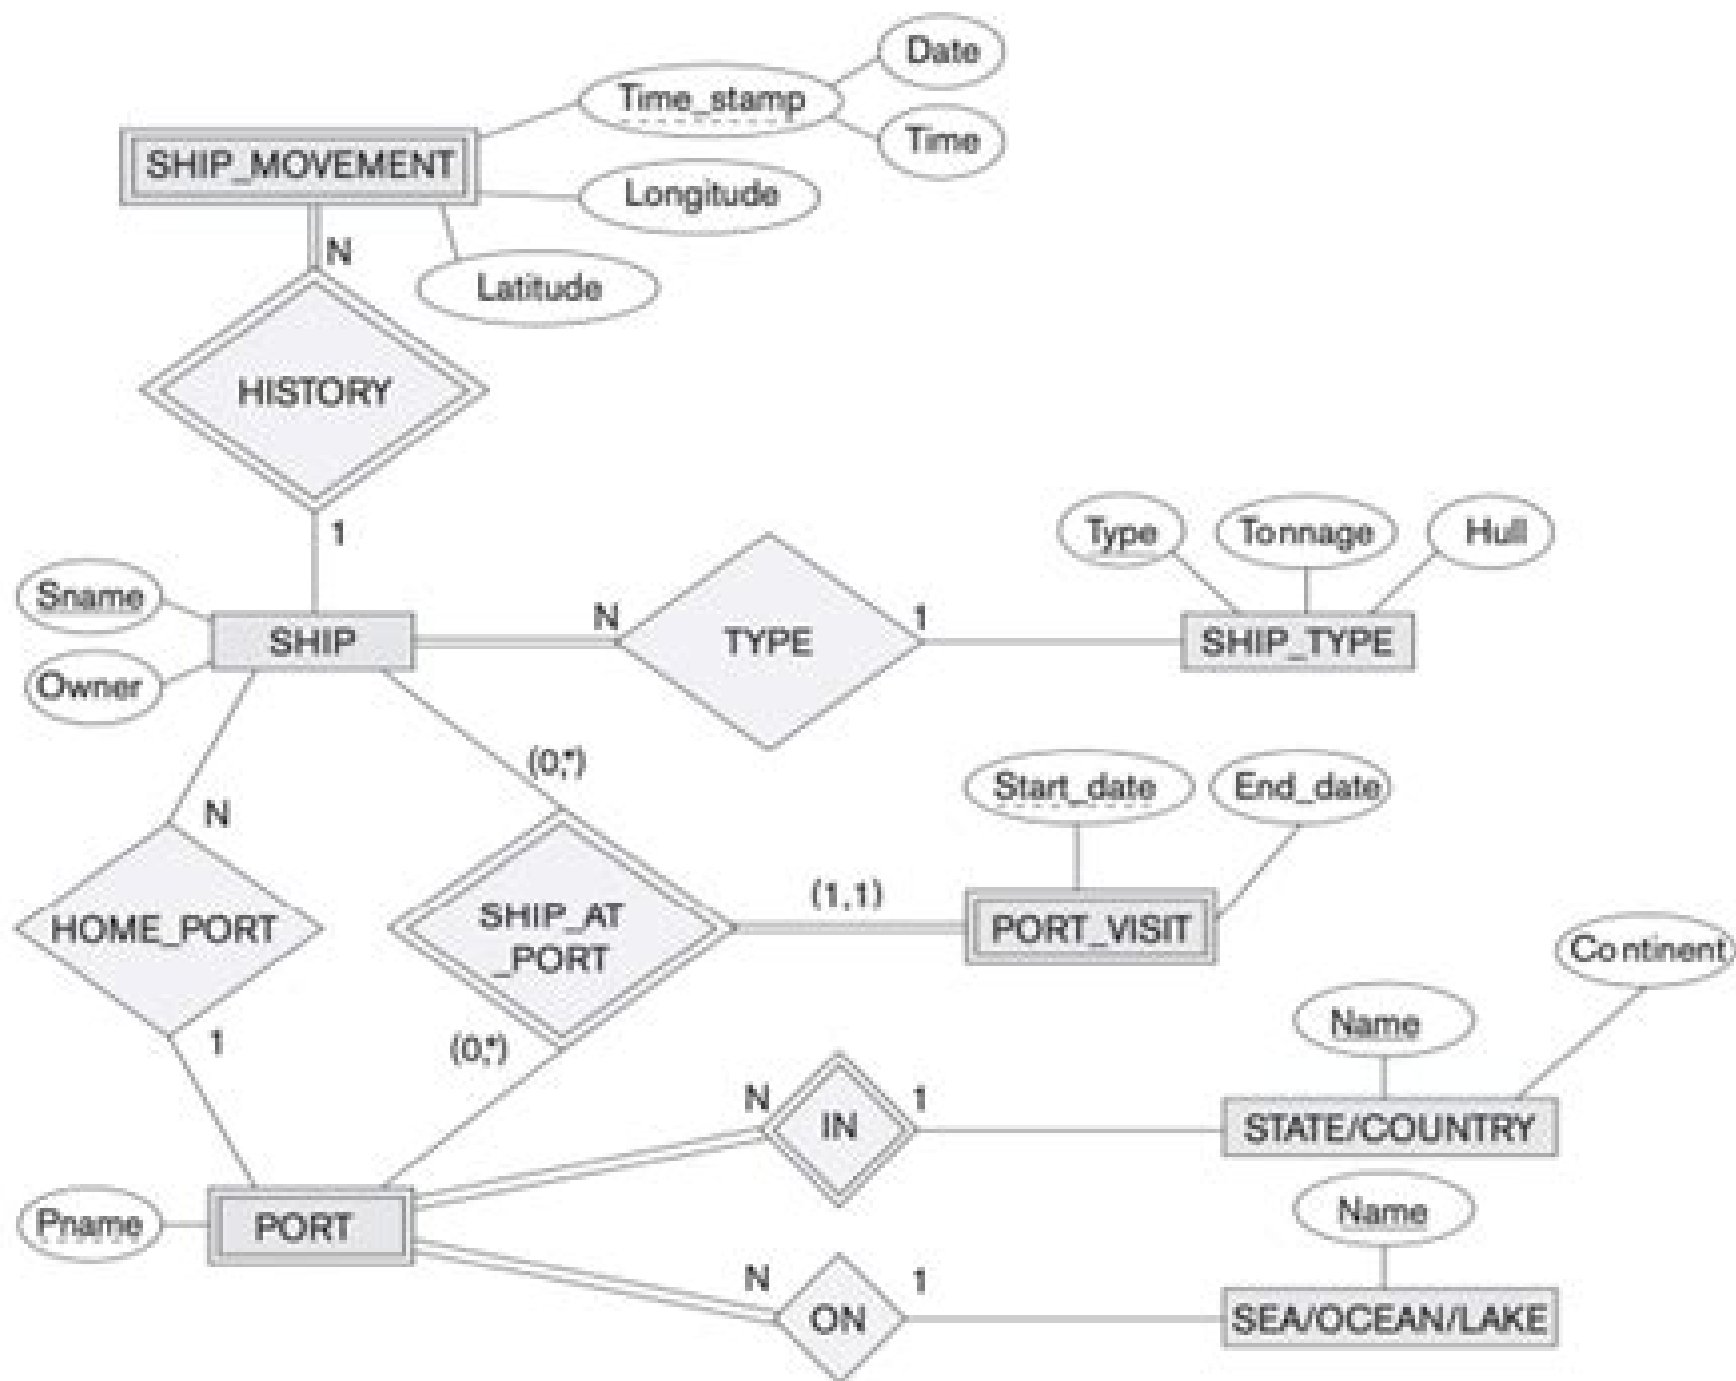 Date
Time_stamp
Time
SHIP_MOVEMENT
Longitude
N
Latitude
HISTORY
1
Type
Tonnage
Hull
Sname
SHIP
N
TYPE
1
SHIP_TYPE
Owner
(0,*)
Start_date
End_date
N
(1,1)
HOME_PORT
SHIP_AT
_PORT
PORT_VISIT
Continent
1
(0,*)
Name
N
IN
1
STATE/COUNTRY
Pname
PORT
Name
N
ON
1
SEA/OCEAN/LAKE